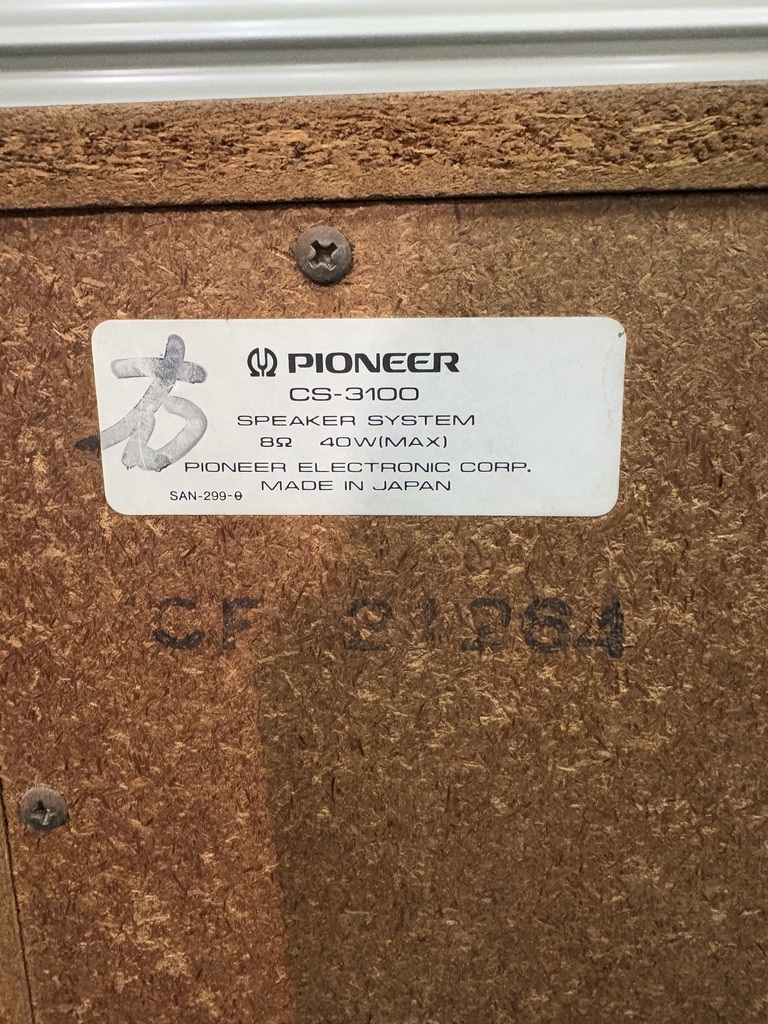 PIONEER
CS-3100
SPEAKER SYSTEM
8Ω 40W(MAX)
PIONEER ELECTRONIC CORP.
MADE IN JAPAN
SAN-299-0
CF 21264